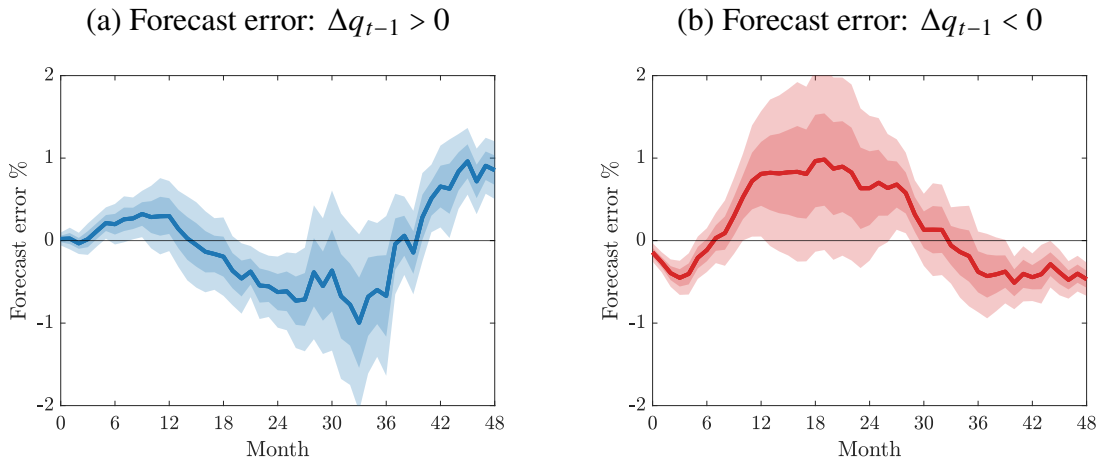 (a) Forecast error: Δq_{t−1} > 0
2
1
0
-1
-2
Forecast error %
0 6 12 18 24 30 36 42 48
Month
(b) Forecast error: Δq_{t−1} < 0
2
1
0
-1
-2
Forecast error %
0 6 12 18 24 30 36 42 48
Month